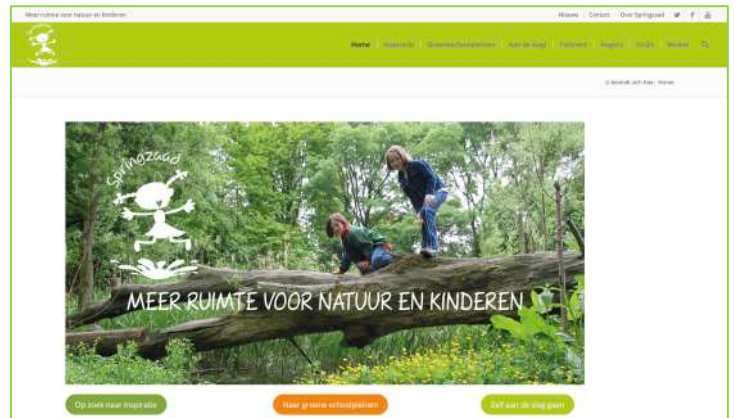 Meer ruimte voor natuur en kinderen
Nieuws Contact Over Springzaad
Home Inspiratie Groeneschoolpleinen Aan de slag! Partners Regio's FAQ's Winkel
U bevindt zich hier: Home
Springzaad
MEER RUIMTE VOOR NATUUR EN KINDEREN
Op zoek naar inspiratie
Naar groene schoolpleinen
Zelf aan de slag gaan